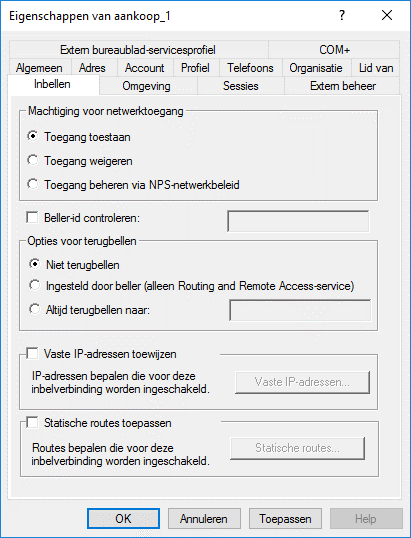 Eigenschappen van aankoop_1
Extern bureaublad-servicesprofiel COM+
Algemeen Adres Account Profiel Telefoons Organisatie Lid van
Inbellen Omgeving Sessies Extern beheer
Machtiging voor netwerktoegang
Toegang toestaan
Toegang weigeren
Toegang beheren via NPS-netwerkbeleid
Beller-id controleren:
Opties voor terugbellen
Niet terugbellen
Ingesteld door beller (alleen Routing and Remote Access-service)
Altijd terugbellen naar:
Vaste IP-adressen toewijzen
IP-adressen bepalen die voor deze
inbelverbinding worden ingeschakeld.
Vaste IP-adressen...
Statische routes toepassen
Routes bepalen die voor deze
inbelverbinding worden ingeschakeld.
Statische routes...
OK Annuleren Toepassen Help